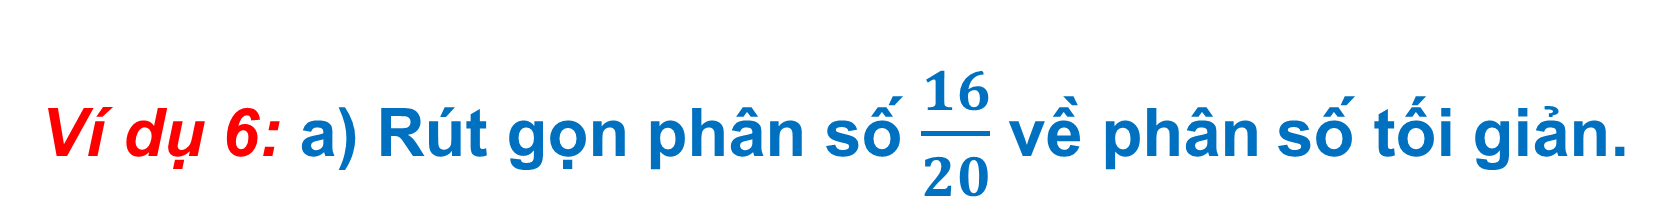 Ví dụ 6: a) Rút gọn phân số 16/20 về phân số tối giản.